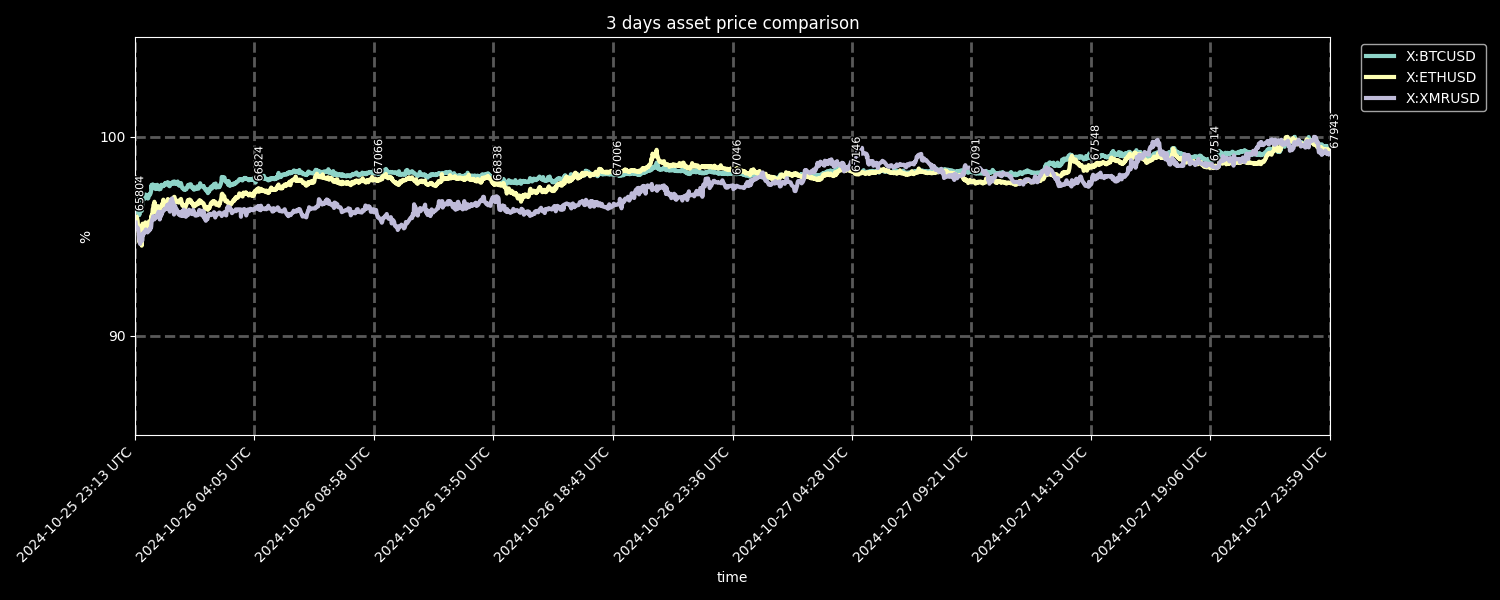 3 days asset price comparison
X:BTCUSD
X:ETHUSD
X:XMRUSD
100
90
%
65804
66824
67066
66838
67006
67046
67146
67091
67548
67514
67943
2024-10-25 23:13 UTC
2024-10-26 04:05 UTC
2024-10-26 08:58 UTC
2024-10-26 13:50 UTC
2024-10-26 18:43 UTC
2024-10-26 23:36 UTC
2024-10-27 04:28 UTC
2024-10-27 09:21 UTC
2024-10-27 14:13 UTC
2024-10-27 19:06 UTC
2024-10-27 23:59 UTC
time